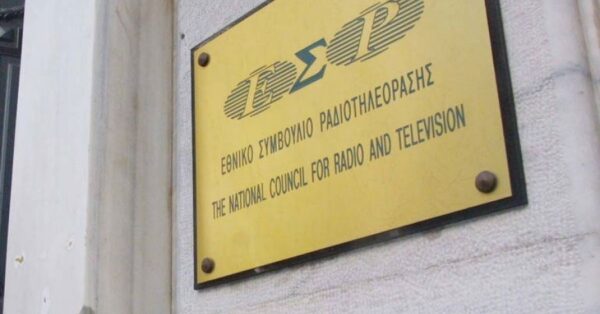 ΕΣΡ
ΕΘΝΙΚΟ ΣΥΜΒΟΥΛΙΟ ΡΑΔΙΟΤΗΛΕΟΡΑΣΗΣ
THE NATIONAL COUNCIL FOR RADIO AND TELEVISION